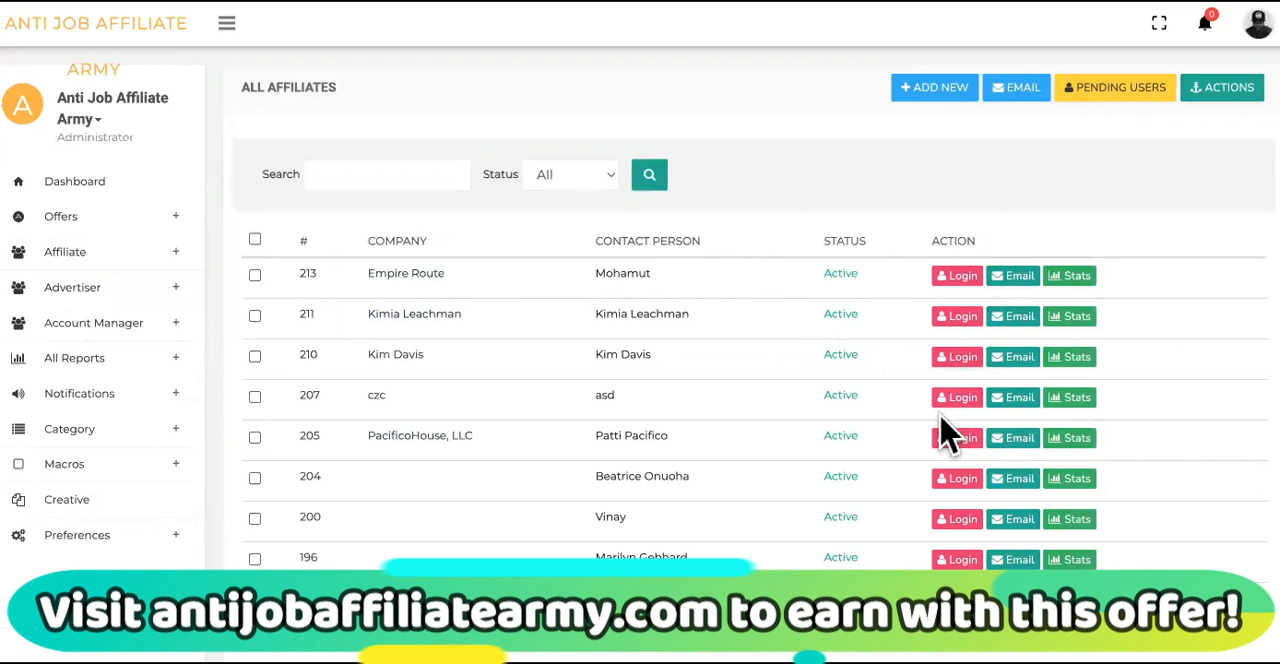 ANTI JOB AFFILIATE
0
ARMY
A
Anti Job Affiliate
Army
Administrator
Dashboard
Offers +
Affiliate +
Advertiser +
Account Manager +
All Reports +
Notifications +
Category +
Macros +
Creative
Preferences +
ALL AFFILIATES
+ ADD NEW EMAIL PENDING USERS ACTIONS
Search Status All
# COMPANY CONTACT PERSON STATUS ACTION
213 Empire Route Mohamut Active Login Email Stats
211 Kimia Leachman Kimia Leachman Active Login Email Stats
210 Kim Davis Kim Davis Active Login Email Stats
207 czc asd Active Login Email Stats
205 PacificoHouse, LLC Patti Pacifico Active Login Email Stats
204 Beatrice Onuoha Active Login Email Stats
200 Vinay Active Login Email Stats
196 Marilyn Gebbard Active Login Email Stats
Visit antijobaffiliatearmy.com to earn with this offer!